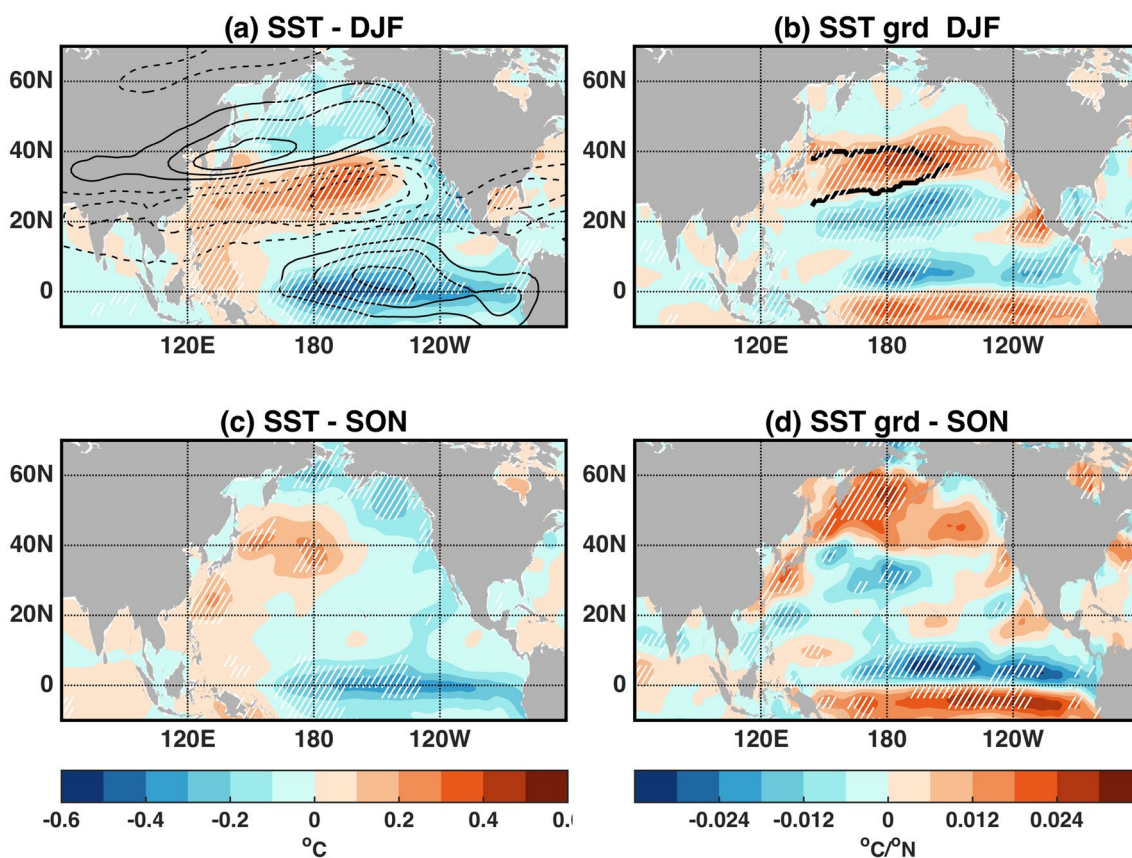 (a) SST - DJF
(b) SST grd DJF
60N
40N
20N
0
120E 180 120W
60N
40N
20N
0
120E 180 120W
(c) SST - SON
(d) SST grd - SON
60N
40N
20N
0
120E 180 120W
60N
40N
20N
0
120E 180 120W
-0.6 -0.4 -0.2 0 0.2 0.4
°C
-0.024 -0.012 0 0.012 0.024
°C/°N